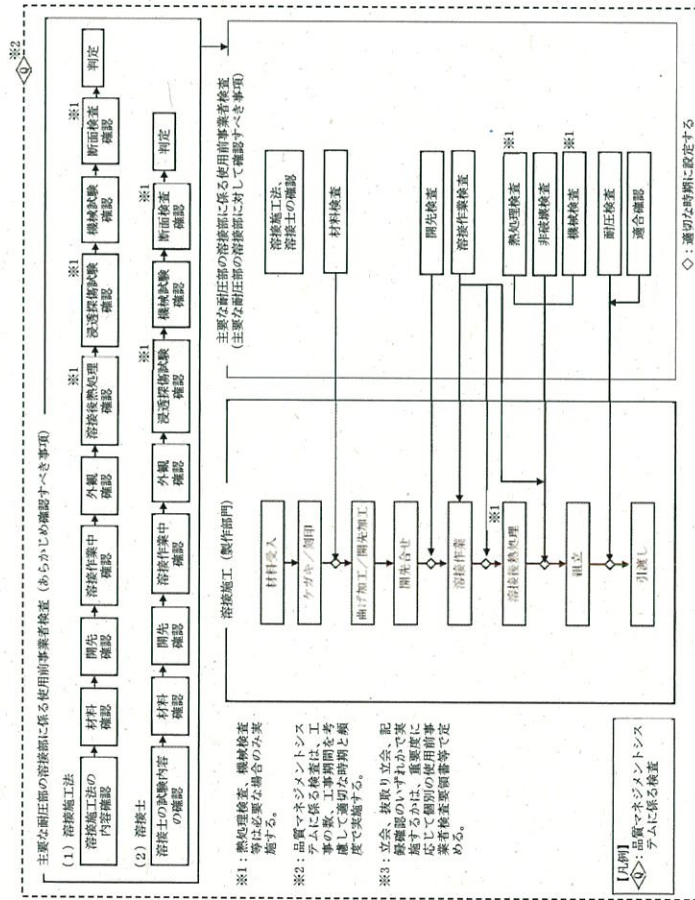 主要な耐圧部の溶接部に係る使用前事業者検査(あらかじめ確認すべき事項)
(1)溶接施工法
溶接施工法の
内容確認
材料
確認
開先
確認
溶接作業中
確認
外観
確認
※1
溶接後熱処理
確認
※1
浸透探傷試験
確認
機械試験
確認
※1
断面検査
確認
判定
※2
Q
(2)溶接士
溶接士の試験内容
の確認
材料
確認
開先
確認
溶接作業中
確認
外観
確認
※1
浸透探傷試験
確認
機械試験
確認
※1
断面検査
確認
判定
※1:熱処理検査、機械検査
等は必要な場合のみ実
施する。
※2:品質マネジメントシス
テムに係る検査は、工
事の数、工事期間を考
慮して適切な時期と頻
度で実施する。
※3:立会、抜取り立会、記
録確認のいずれかで実
施するかは、重要度に
応じて個別の使用前事
業者検査要領書等で定
める。
【凡例】
Q:品質マネジメントシス
テムに係る検査
溶接施工(製作部門)
材料受入
ケガキ/刻印
曲げ加工/開先加工
開先合せ
溶接作業
※1
溶接後熱処理
組立
引渡し
主要な耐圧部の溶接部に係る使用前事業者検査
(主要な耐圧部の溶接部に対して確認すべき事項)
溶接施工法、
溶接士の確認
材料検査
開先検査
溶接作業検査
熱処理検査
※1
非破壊検査
機械検査
※1
耐圧検査
適合確認
◇:適切な時期に設定する